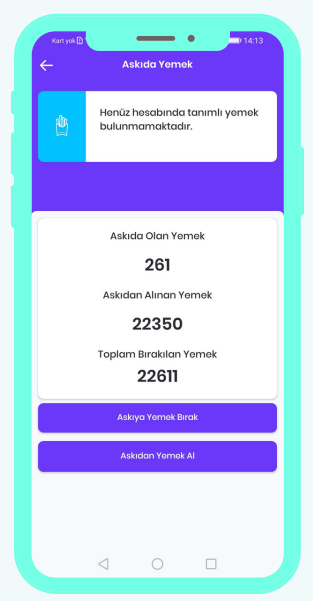 Kart yok 14:13
Askıda Yemek
Henüz hesabında tanımlı yemek
bulunmamaktadır.
Askıda Olan Yemek
261
Askıdan Alınan Yemek
22350
Toplam Bırakılan Yemek
22611
Askıya Yemek Bırak
Askıdan Yemek Al